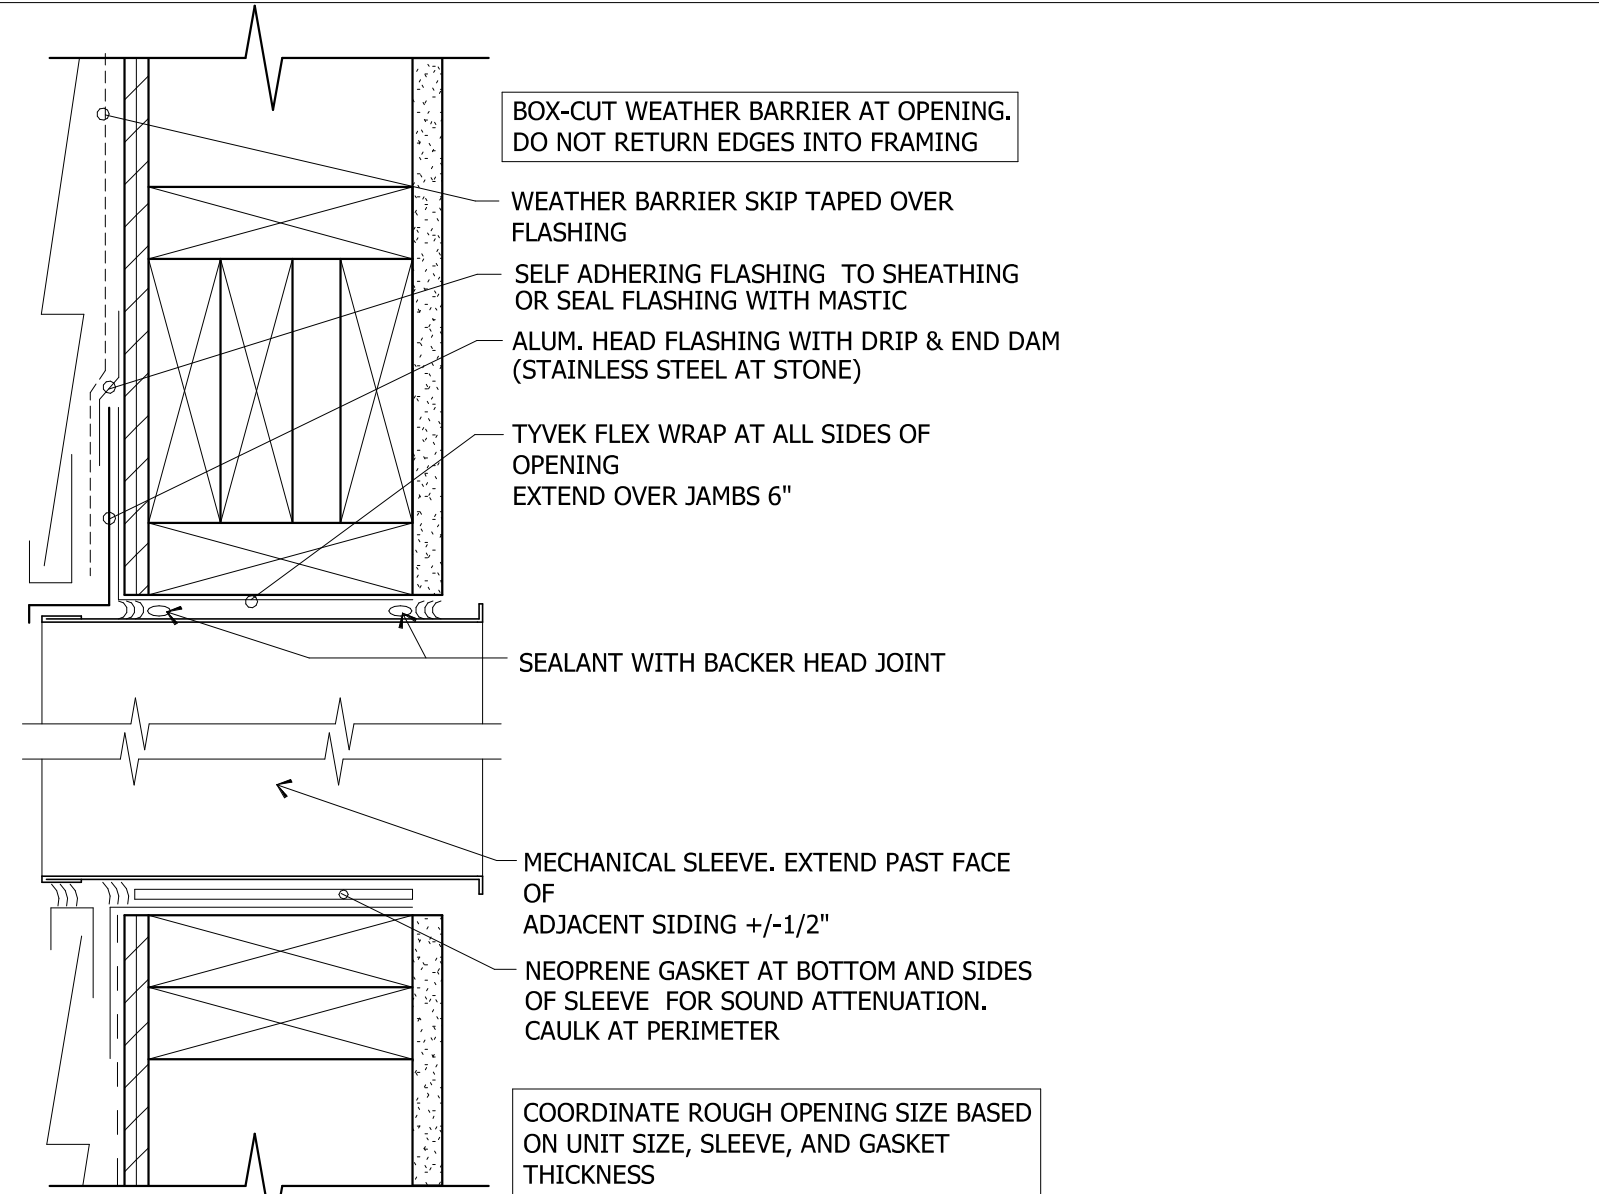 BOX-CUT WEATHER BARRIER AT OPENING.
DO NOT RETURN EDGES INTO FRAMING
WEATHER BARRIER SKIP TAPED OVER
FLASHING
SELF ADHERING FLASHING TO SHEATHING
OR SEAL FLASHING WITH MASTIC
ALUM. HEAD FLASHING WITH DRIP & END DAM
(STAINLESS STEEL AT STONE)
TYVEK FLEX WRAP AT ALL SIDES OF
OPENING
EXTEND OVER JAMBS 6"
SEALANT WITH BACKER HEAD JOINT
MECHANICAL SLEEVE. EXTEND PAST FACE
OF
ADJACENT SIDING +/-1/2"
NEOPRENE GASKET AT BOTTOM AND SIDES
OF SLEEVE FOR SOUND ATTENUATION.
CAULK AT PERIMETER
COORDINATE ROUGH OPENING SIZE BASED
ON UNIT SIZE, SLEEVE, AND GASKET
THICKNESS